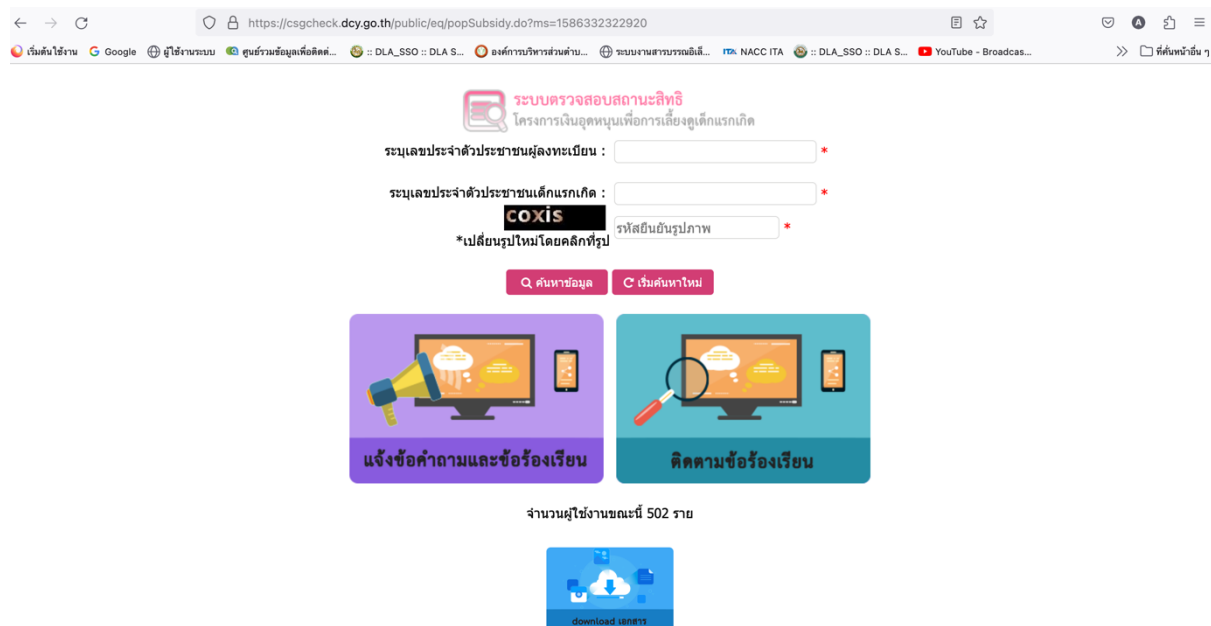 https://csgcheck.dcy.go.th/public/eq/popSubsidy.do?ms=1586332322920
เริ่มต้นใช้งาน Google ผู้ใช้งานระบบ ศูนย์รวมข้อมูลเพื่อติดต่... :: DLA_SSO :: DLA S... องค์การบริหารส่วนตำบ... ระบบงานสารบรรณอิเล็... ITA NACC ITA :: DLA_SSO :: DLA S... YouTube - Broadcas... ที่คั่นหน้าอื่น ๆ
ระบบตรวจสอบสถานะสิทธิ
โครงการเงินอุดหนุนเพื่อการเลี้ยงดูเด็กแรกเกิด
ระบุเลขประจำตัวประชาชนผู้ลงทะเบียน : *
ระบุเลขประจำตัวประชาชนเด็กแรกเกิด : *
coxis
รหัสยืนยันรูปภาพ *
*เปลี่ยนรูปใหม่โดยคลิกที่รูป
ค้นหาข้อมูล เริ่มค้นหาใหม่
แจ้งข้อคำถามและข้อร้องเรียน ติดตามข้อร้องเรียน
จำนวนผู้ใช้งานขณะนี้ 502 ราย
download เอกสาร